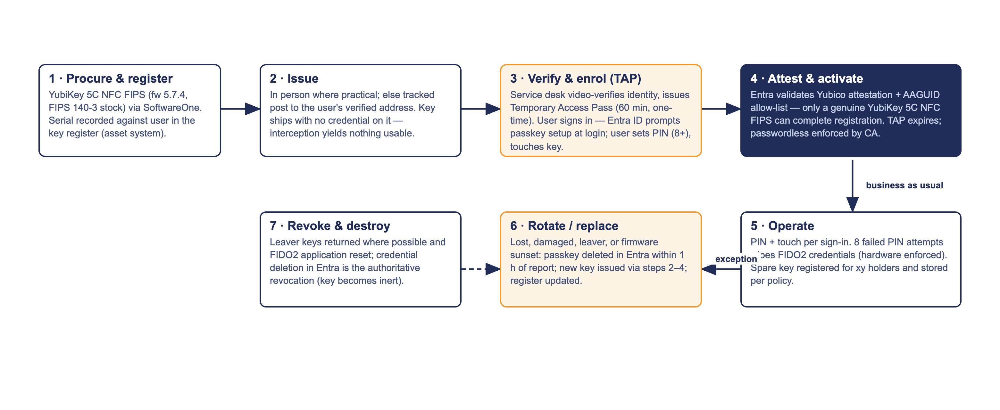 1 · Procure & register
YubiKey 5C NFC FIPS (fw 5.7.4,
FIPS 140-3 stock) via SoftwareOne.
Serial recorded against user in the
key register (asset system).
2 · Issue
In person where practical; else tracked
post to the user's verified address. Key
ships with no credential on it —
interception yields nothing usable.
3 · Verify & enrol (TAP)
Service desk video-verifies identity, issues
Temporary Access Pass (60 min, one-
time). User signs in — Entra ID prompts
passkey setup at login; user sets PIN (8+),
touches key.
4 · Attest & activate
Entra validates Yubico attestation + AAGUID
allow-list — only a genuine YubiKey 5C NFC
FIPS can complete registration. TAP expires;
passwordless enforced by CA.
business as usual
7 · Revoke & destroy
Leaver keys returned where possible and
FIDO2 application reset; credential
deletion in Entra is the authoritative
revocation (key becomes inert).
6 · Rotate / replace
Lost, damaged, leaver, or firmware
sunset: passkey deleted in Entra within 1
h of report; new key issued via steps 2–4;
register updated.
exception
5 · Operate
PIN + touch per sign-in. 8 failed PIN attempts
FIDO2 credentials (hardware enforced).
Spare key registered for xy holders and stored
per policy.